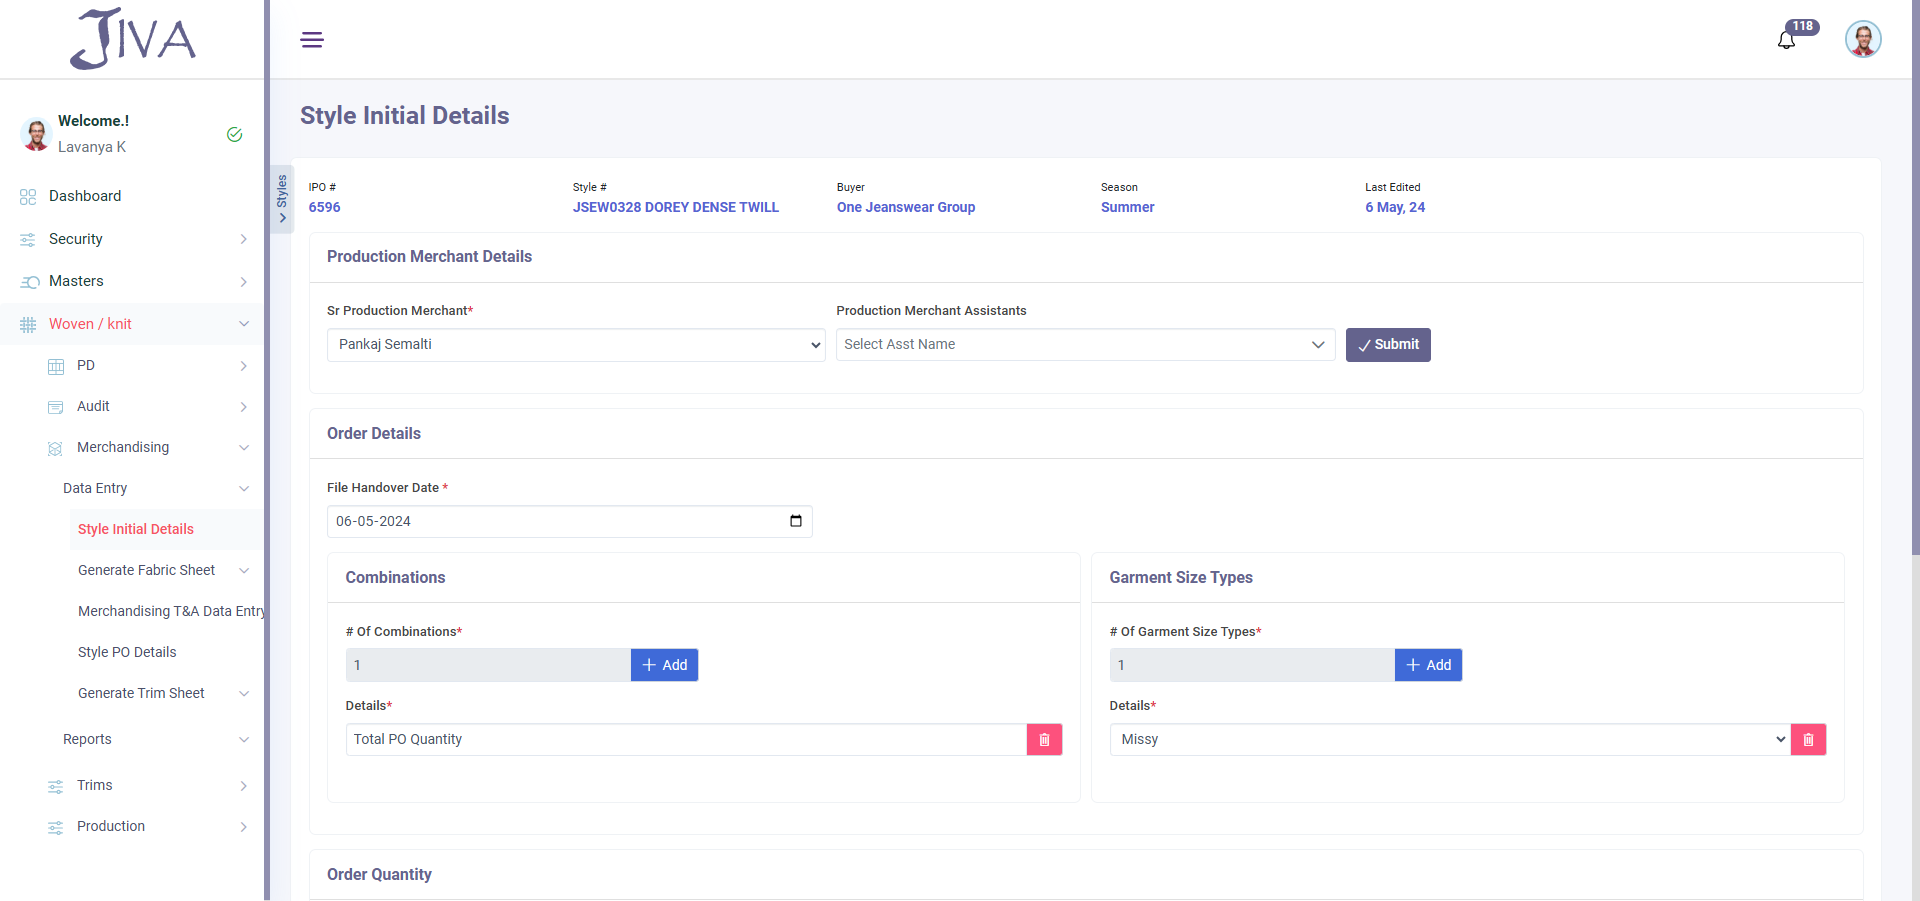 JIVA
118
Welcome.!
Lavanya K
Dashboard
Security
Masters
Woven / knit
PD
Audit
Merchandising
Data Entry
Style Initial Details
Generate Fabric Sheet
Merchandising T&A Data Entry
Style PO Details
Generate Trim Sheet
Reports
Trims
Production
Styles
Style Initial Details
IPO #
6596
Style #
JSEW0328 DOREY DENSE TWILL
Buyer
One Jeanswear Group
Season
Summer
Last Edited
6 May, 24
Production Merchant Details
Sr Production Merchant*
Pankaj Semalti
Production Merchant Assistants
Select Asst Name
Submit
Order Details
File Handover Date *
06-05-2024
Combinations
# Of Combinations*
1
Add
Details*
Total PO Quantity
Garment Size Types
# Of Garment Size Types*
1
Add
Details*
Missy
Order Quantity